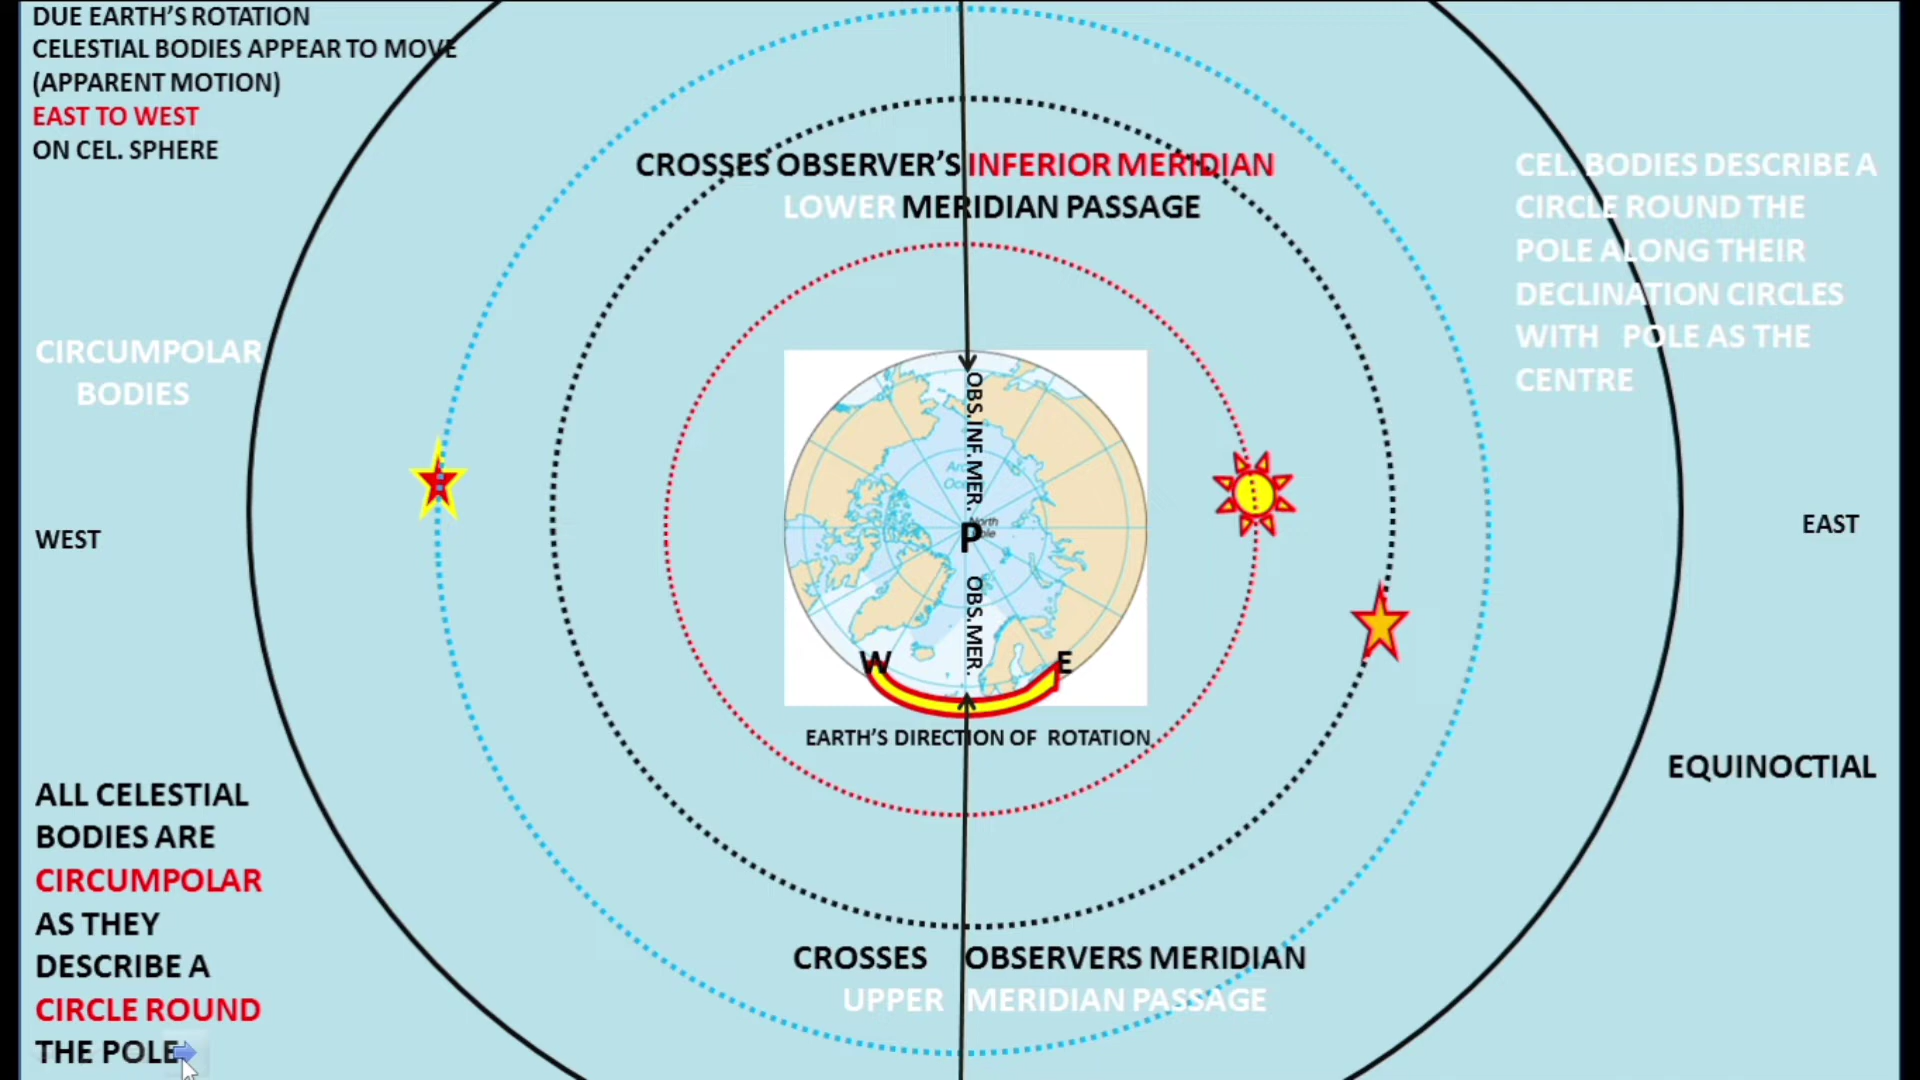 DUE EARTH'S ROTATION
CELESTIAL BODIES APPEAR TO MOVE
(APPARENT MOTION)
EAST TO WEST
ON CEL. SPHERE
CROSSES OBSERVER'S INFERIOR MERIDIAN
LOWER MERIDIAN PASSAGE
CEL. BODIES DESCRIBE A
CIRCLE ROUND THE
POLE ALONG THEIR
DECLINATION CIRCLES
WITH POLE AS THE
CENTRE
CIRCUMPOLAR
BODIES
OBS.INF.MER.
North
Pole
P
OBS.MER.
WEST
EAST
W
E
EARTH'S DIRECTION OF ROTATION
EQUINOCTIAL
ALL CELESTIAL
BODIES ARE
CIRCUMPOLAR
AS THEY
DESCRIBE A
CIRCLE ROUND
THE POLE
CROSSES OBSERVERS MERIDIAN
UPPER MERIDIAN PASSAGE